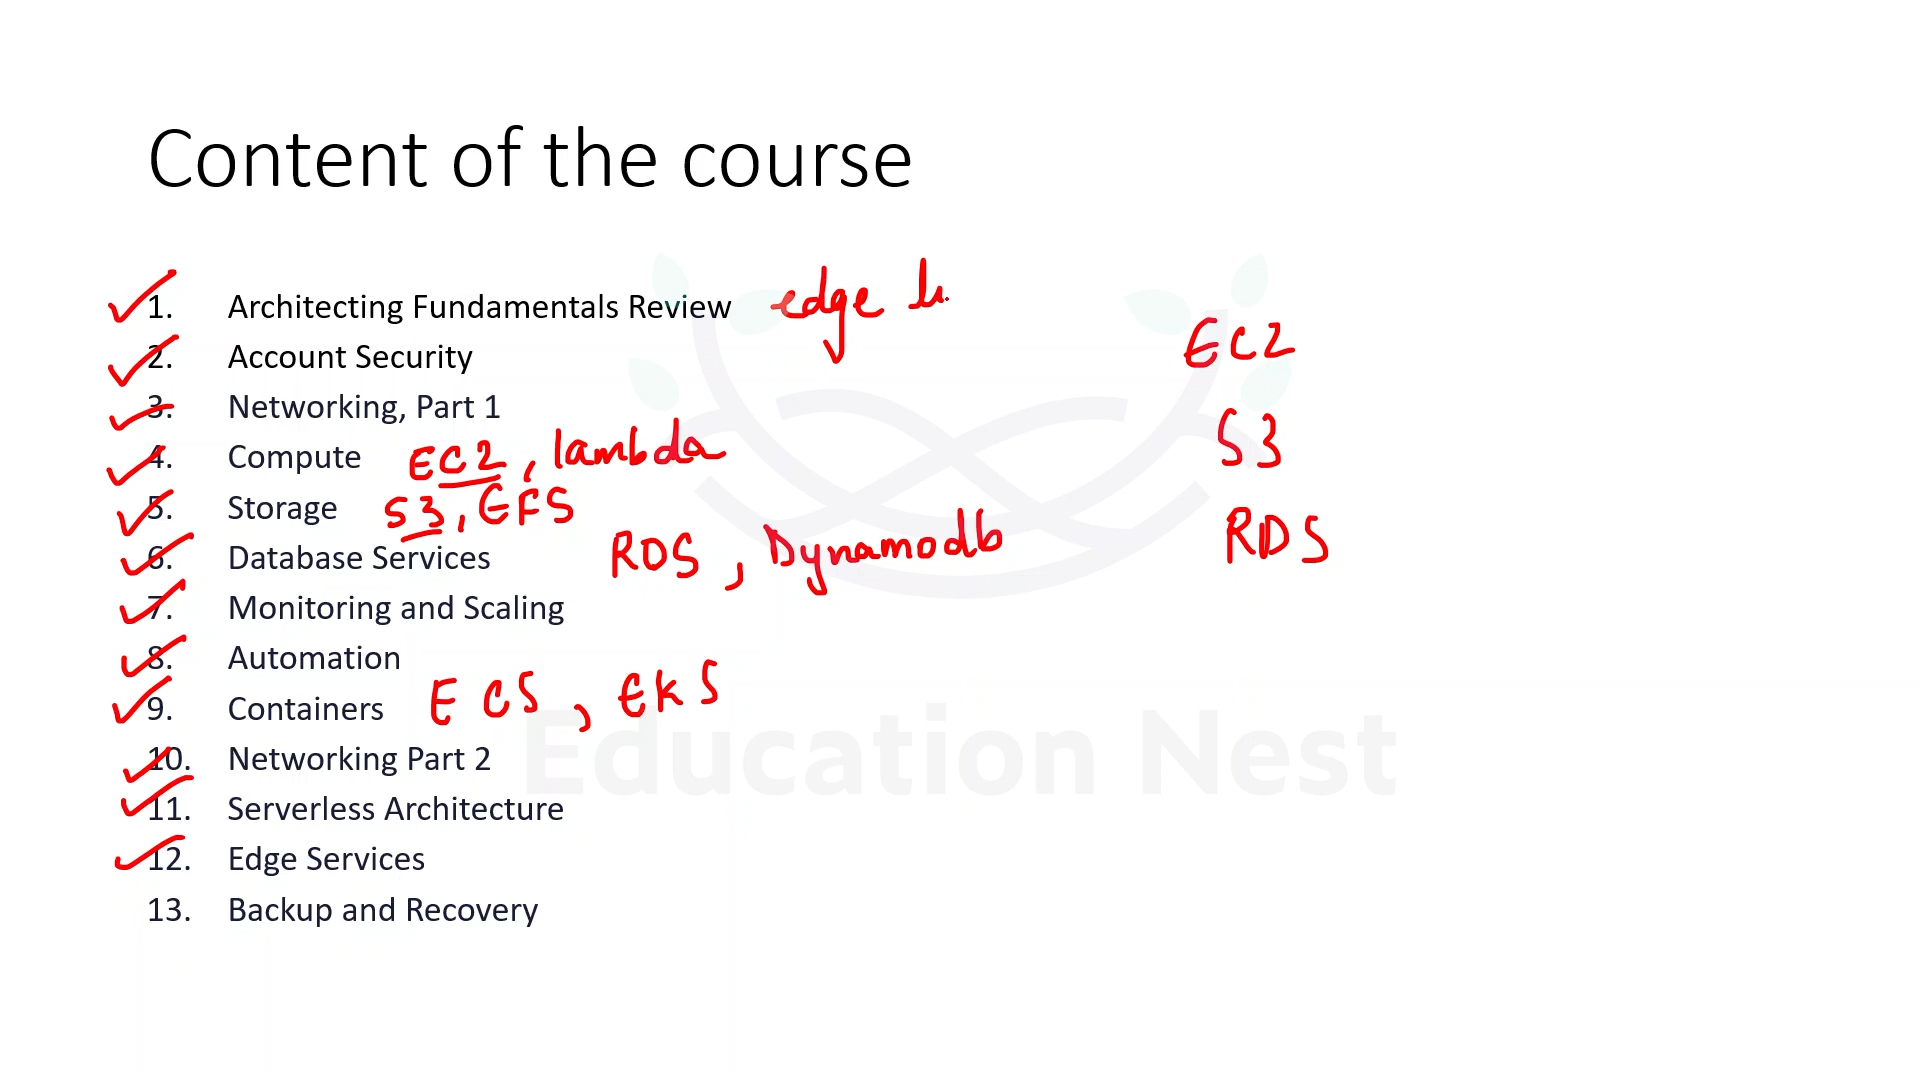 Content of the course
1. Architecting Fundamentals Review edge
2. Account Security
EC2
3. Networking, Part 1
4. Compute EC2, lambda
S3
5. Storage S3, EFS
6. Database Services RDS, Dynamodb
RDS
7. Monitoring and Scaling
8. Automation
9. Containers ECS, EKS
10. Networking Part 2
Education Nest
11. Serverless Architecture
12. Edge Services
13. Backup and Recovery